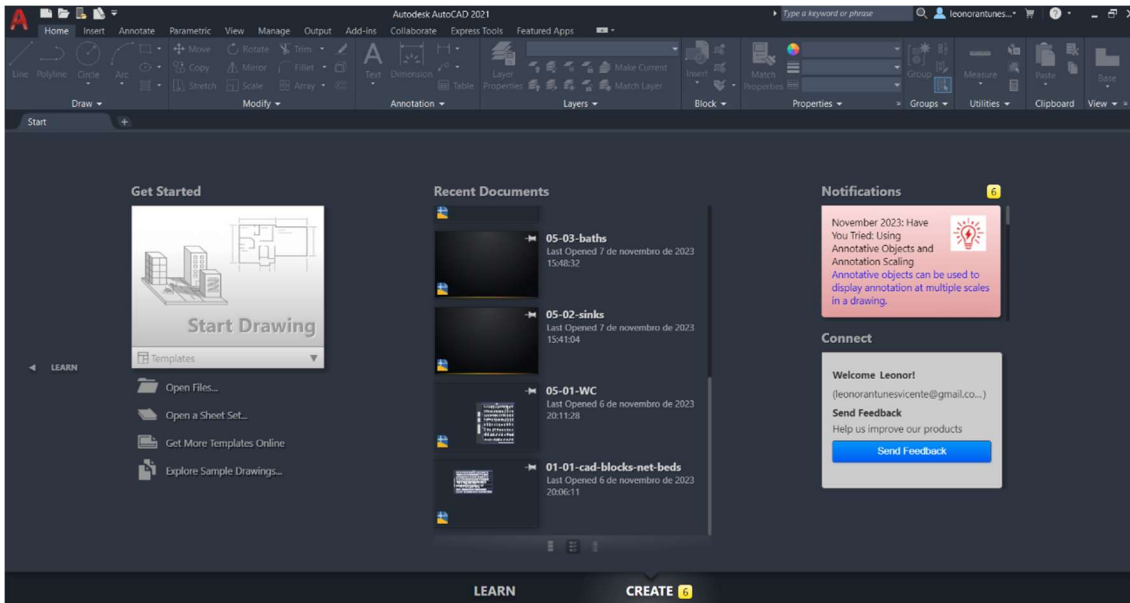 Autodesk AutoCAD 2021
Type a keyword or phrase
leonorantunes...
Home Insert Annotate Parametric View Manage Output Add-ins Collaborate Express Tools Featured Apps
Line Polyline Circle Arc
Move Rotate Trim
Copy Mirror Fillet
Stretch Scale Array
Text Dimension
Table
Layer Properties
Make Current
Match Layer
Insert
Match Properties
Group
Measure
Paste
Base
Draw Modify Annotation Layers Block Properties Groups Utilities Clipboard View
Start
Get Started
Start Drawing
Templates
Open Files...
Open a Sheet Set...
Get More Templates Online
Explore Sample Drawings...
LEARN
Recent Documents
05-03-baths
Last Opened 7 de novembro de 2023
15:48:32
05-02-sinks
Last Opened 7 de novembro de 2023
15:41:04
05-01-WC
Last Opened 6 de novembro de 2023
20:11:28
01-01-cad-blocks-net-beds
Last Opened 6 de novembro de 2023
20:06:11
Notifications 6
November 2023: Have
You Tried: Using
Annotative Objects and
Annotation Scaling
Annotative objects can be used to
display annotation at multiple scales
in a drawing.
Connect
Welcome Leonor!
(leonorantunesvicente@gmail.co...)
Send Feedback
Help us improve our products
Send Feedback
LEARN CREATE 6